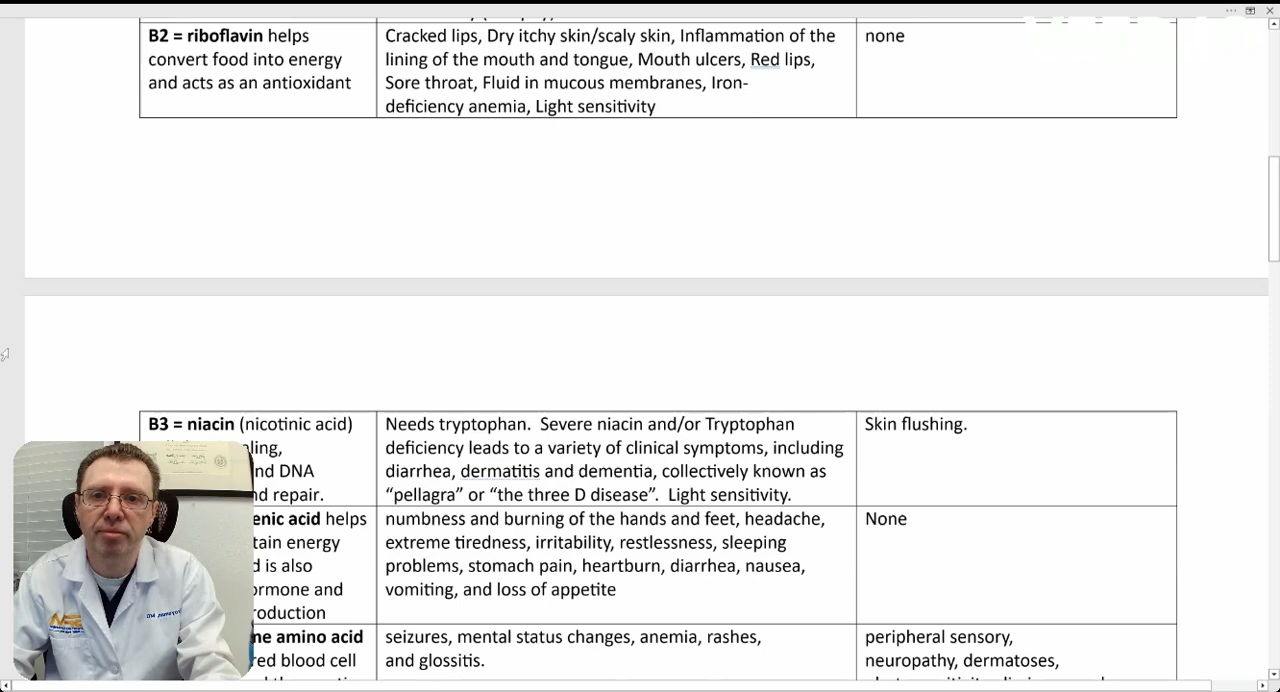 B2 = riboflavin helps
convert food into energy
and acts as an antioxidant
Cracked lips, Dry itchy skin/scaly skin, Inflammation of the
lining of the mouth and tongue, Mouth ulcers, Red lips,
Sore throat, Fluid in mucous membranes, Iron-
deficiency anemia, Light sensitivity
none
B3 = niacin (nicotinic acid)
ling,
nd DNA
nd repair.
Needs tryptophan.  Severe niacin and/or Tryptophan
deficiency leads to a variety of clinical symptoms, including
diarrhea, dermatitis and dementia, collectively known as
“pellagra” or “the three D disease”.  Light sensitivity.
Skin flushing.
enic acid helps
tain energy
d is also
ormone and
roduction
numbness and burning of the hands and feet, headache,
extreme tiredness, irritability, restlessness, sleeping
problems, stomach pain, heartburn, diarrhea, nausea,
vomiting, and loss of appetite
None
ne amino acid
red blood cell
seizures, mental status changes, anemia, rashes,
and glossitis.
peripheral sensory,
neuropathy, dermatoses,